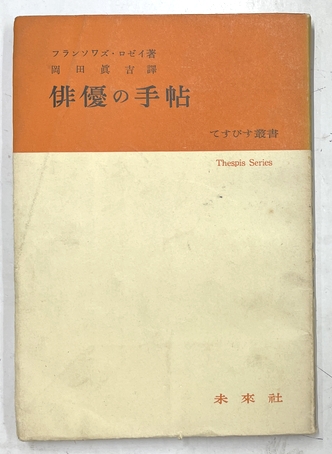 フランソワズ・ロゼイ著
岡田眞吉譯
俳優の手帖
てすぴす叢書
Thespis Series
未來社